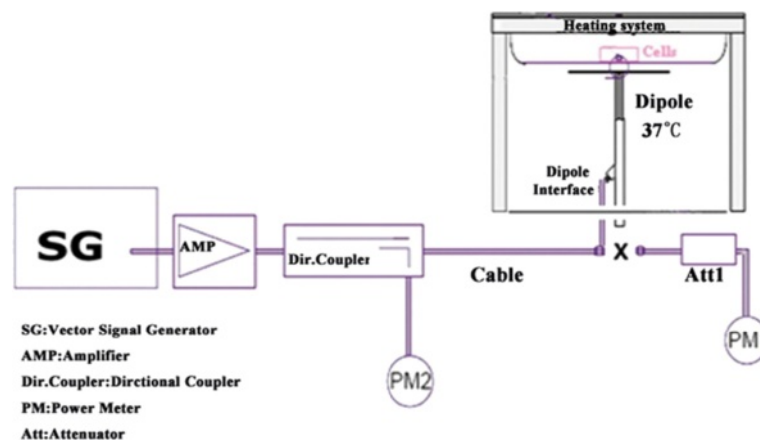 Heating system
Cells
Dipole
37°C
Dipole
Interface
SG
AMP
Dir.Coupler
Cable
X
Att1
PM2
PM
SG:Vector Signal Generator
AMP:Amplifier
Dir.Coupler:Dirctional Coupler
PM:Power Meter
Att:Attenuator